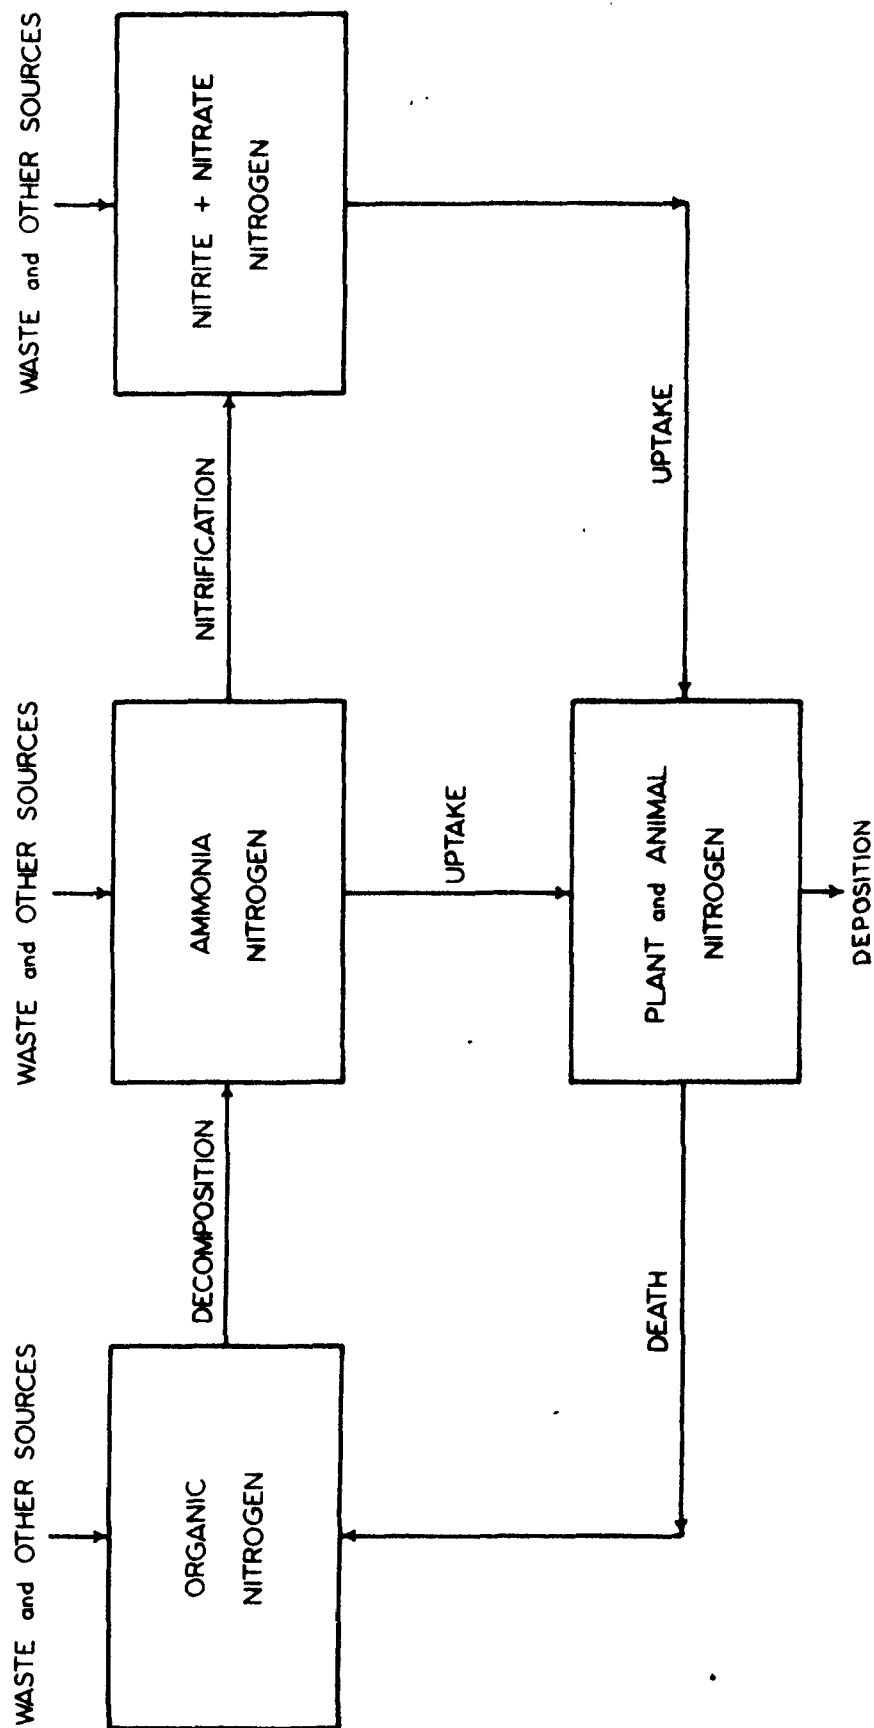 WASTE and OTHER SOURCES
WASTE and OTHER SOURCES
WASTE and OTHER SOURCES
ORGANIC
NITROGEN
DECOMPOSITION
AMMONIA
NITROGEN
NITRIFICATION
NITRITE + NITRATE
NITROGEN
UPTAKE
DEATH
PLANT and ANIMAL
NITROGEN
UPTAKE
DEPOSITION